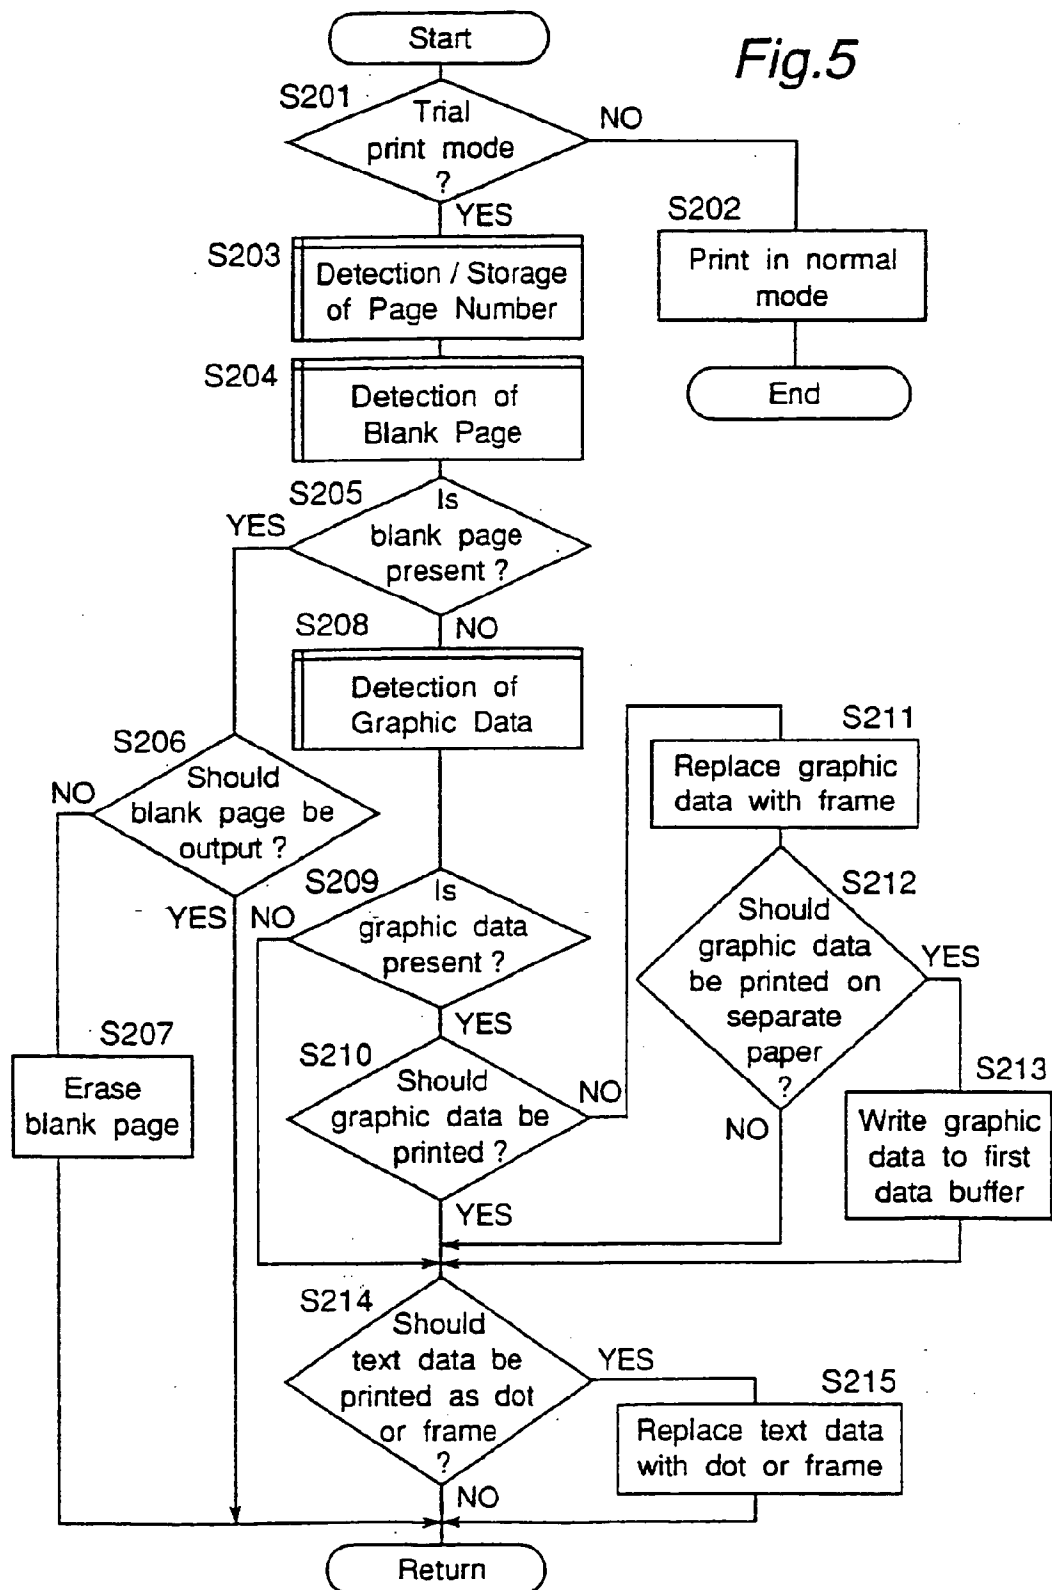 Start
Fig.5
S201
Trial
print mode
?
NO
YES
S202
Print in normal
mode
End
S203
Detection / Storage
of Page Number
S204
Detection of
Blank Page
S205
Is
blank page
present ?
YES
NO
S208
Detection of
Graphic Data
S206
Should
blank page be
output ?
NO
YES
S207
Erase
blank page
S209
Is
graphic data
present ?
NO
YES
S210
Should
graphic data be
printed ?
NO
YES
S211
Replace graphic
data with frame
S212
Should
graphic data
be printed on
separate
paper
?
YES
NO
S213
Write graphic
data to first
data buffer
S214
Should
text data be
printed as dot
or frame
?
YES
NO
S215
Replace text data
with dot or frame
Return